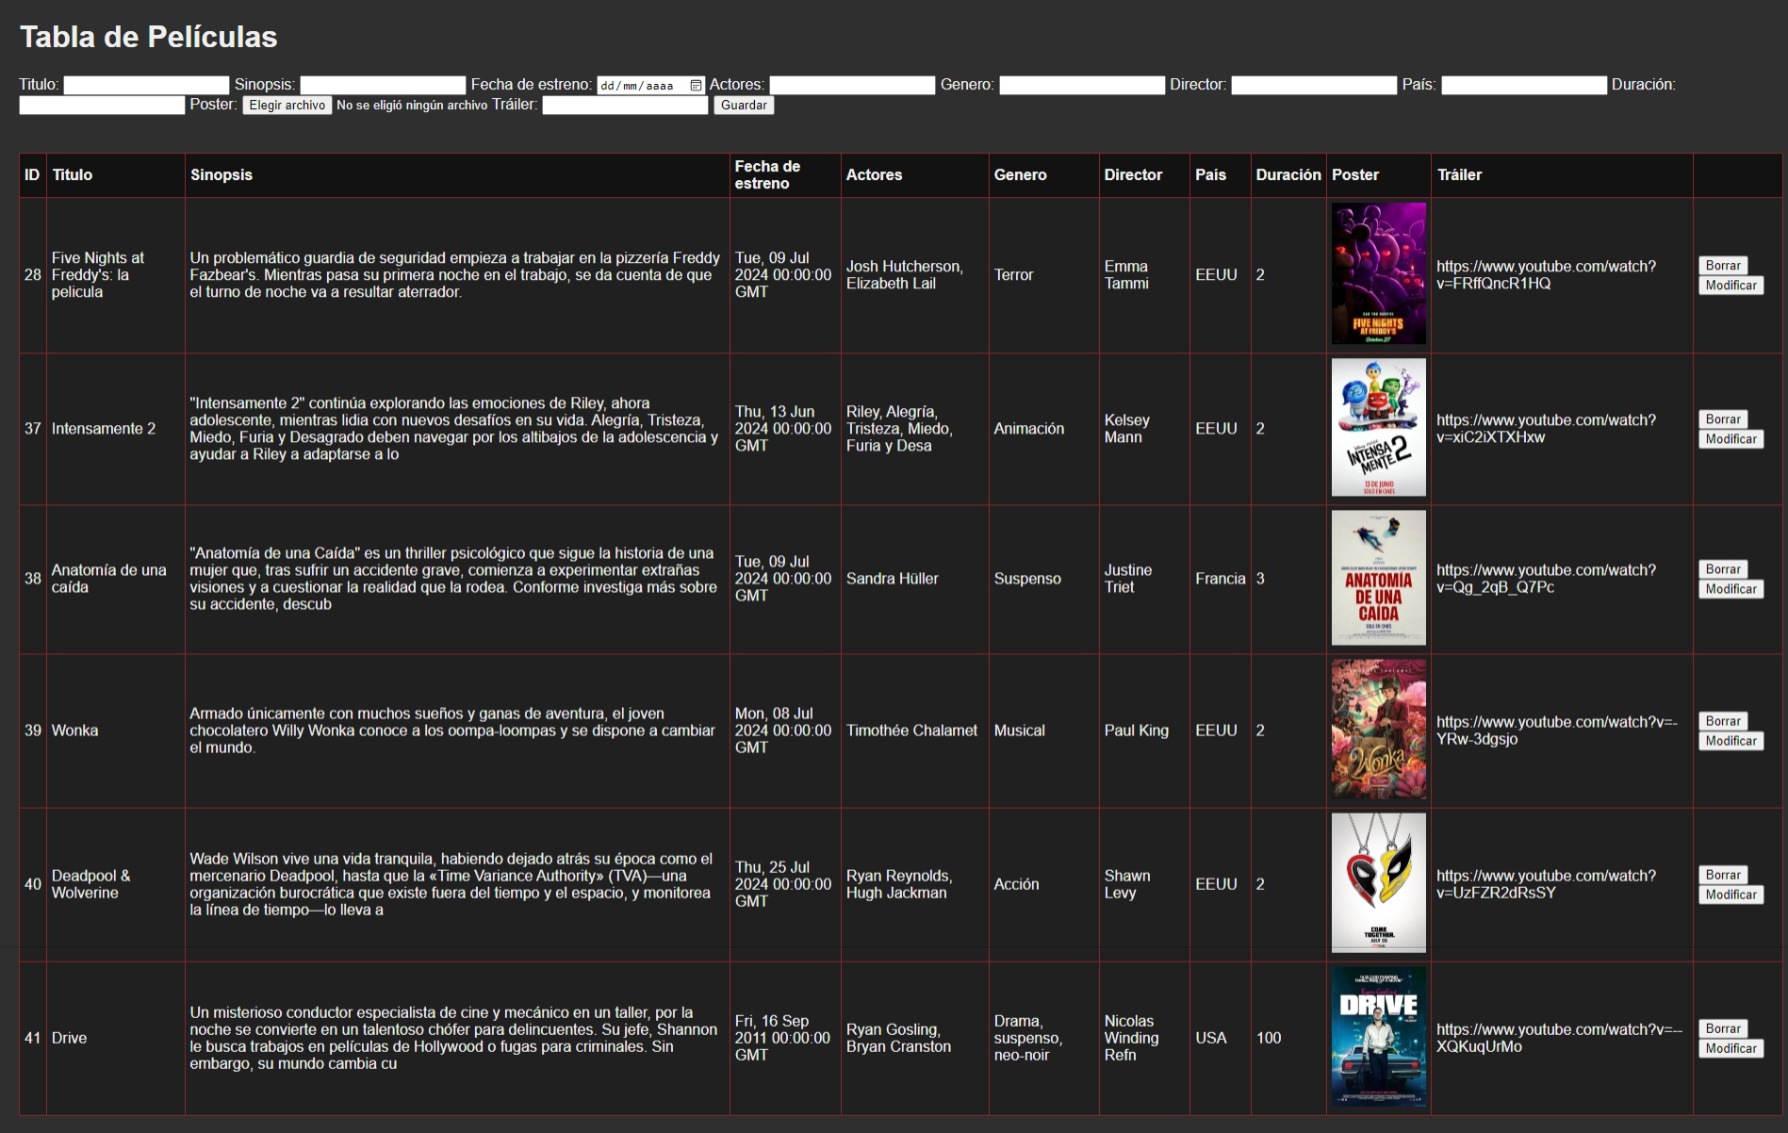 Tabla de Películas
Titulo: Sinopsis: Fecha de estreno: dd/mm/aaaa Actores: Genero: Director: País: Duración:
Poster: Elegir archivo No se eligió ningún archivo Tráiler: Guardar
ID Titulo Sinopsis Fecha de estreno Actores Genero Director Pais Duración Poster Tráiler
28
Five Nights at
Freddy's: la
pelicula
Un problemático guardia de seguridad empieza a trabajar en la pizzería Freddy
Fazbear's. Mientras pasa su primera noche en el trabajo, se da cuenta de que
el turno de noche va a resultar aterrador.
Tue, 09 Jul
2024 00:00:00
GMT
Josh Hutcherson,
Elizabeth Lail
Terror
Emma
Tammi
EEUU
2
FIVE NIGHTS
AT FREDDY'S
October 27
https://www.youtube.com/watch?
v=FRffQncR1HQ
Borrar
Modificar
37
Intensamente 2
"Intensamente 2" continúa explorando las emociones de Riley, ahora
adolescente, mientras lidia con nuevos desafíos en su vida. Alegría, Tristeza,
Miedo, Furia y Desagrado deben navegar por los altibajos de la adolescencia y
ayudar a Riley a adaptarse a lo
Thu, 13 Jun
2024 00:00:00
GMT
Riley, Alegría,
Tristeza, Miedo,
Furia y Desa
Animación
Kelsey
Mann
EEUU
2
INTENSA
MENTE 2
13 DE JUNIO
SOLO EN CINES
https://www.youtube.com/watch?
v=xiC2iXTXHxw
Borrar
Modificar
38
Anatomía de una
caída
"Anatomía de una Caída" es un thriller psicológico que sigue la historia de una
mujer que, tras sufrir un accidente grave, comienza a experimentar extrañas
visiones y a cuestionar la realidad que la rodea. Conforme investiga más sobre
su accidente, descub
Tue, 09 Jul
2024 00:00:00
GMT
Sandra Hüller
Suspenso
Justine
Triet
Francia
3
ANATOMÍA
DE UNA
CAIDA
SOLO EN CINES
https://www.youtube.com/watch?
v=Qg_2qB_Q7Pc
Borrar
Modificar
39
Wonka
Armado únicamente con muchos sueños y ganas de aventura, el joven
chocolatero Willy Wonka conoce a los oompa-loompas y se dispone a cambiar
el mundo.
Mon, 08 Jul
2024 00:00:00
GMT
Timothée Chalamet
Musical
Paul King
EEUU
2
Wonka
https://www.youtube.com/watch?v=-
YRw-3dgsjo
Borrar
Modificar
40
Deadpool &
Wolverine
Wade Wilson vive una vida tranquila, habiendo dejado atrás su época como el
mercenario Deadpool, hasta que la «Time Variance Authority» (TVA)—una
organización burocrática que existe fuera del tiempo y el espacio, y monitorea
la línea de tiempo—lo lleva a
Thu, 25 Jul
2024 00:00:00
GMT
Ryan Reynolds,
Hugh Jackman
Acción
Shawn
Levy
EEUU
2
COME
TOGETHER.
JULY 26
https://www.youtube.com/watch?
v=UzFZR2dRsSY
Borrar
Modificar
41
Drive
Un misterioso conductor especialista de cine y mecánico en un taller, por la
noche se convierte en un talentoso chófer para delincuentes. Su jefe, Shannon
le busca trabajos en películas de Hollywood o fugas para criminales. Sin
embargo, su mundo cambia cu
Fri, 16 Sep
2011 00:00:00
GMT
Ryan Gosling,
Bryan Cranston
Drama,
suspenso,
neo-noir
Nicolas
Winding
Refn
USA
100
Ryan Gosling
DRIVE
https://www.youtube.com/watch?v=--
XQKuqUrMo
Borrar
Modificar